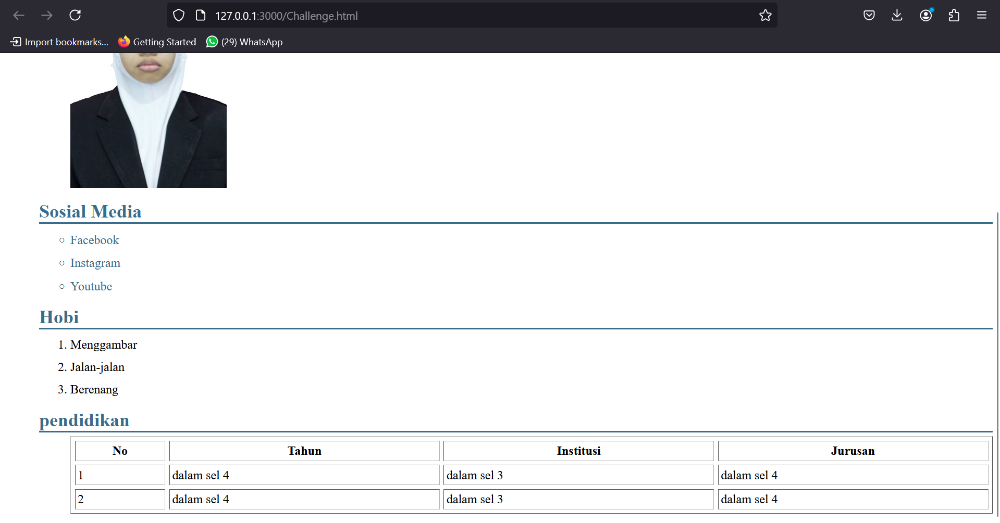 127.0.0.1:3000/Challenge.html
Import bookmarks... Getting Started (29) WhatsApp
Sosial Media
Facebook
Instagram
Youtube
Hobi
1. Menggambar
2. Jalan-jalan
3. Berenang
pendidikan
No Tahun Institusi Jurusan
1 dalam sel 4 dalam sel 3 dalam sel 4
2 dalam sel 4 dalam sel 3 dalam sel 4